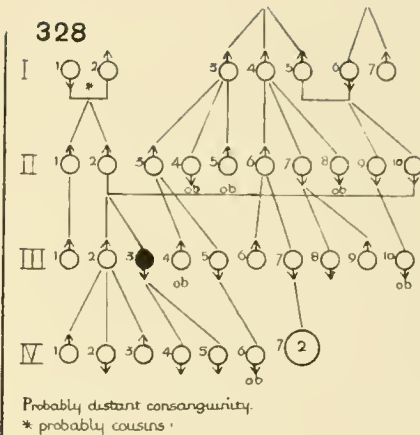 328
I 1 2 3 4 5 6 7
*
II 1 2 3 4 5 6 7 8 9 10
ob ob ob
III 1 2 3 4 5 6 7 8 9 10
ob ob
IV 1 2 3 4 5 6 7 2
ob
Probably distant consanguinity.
* probably cousins.